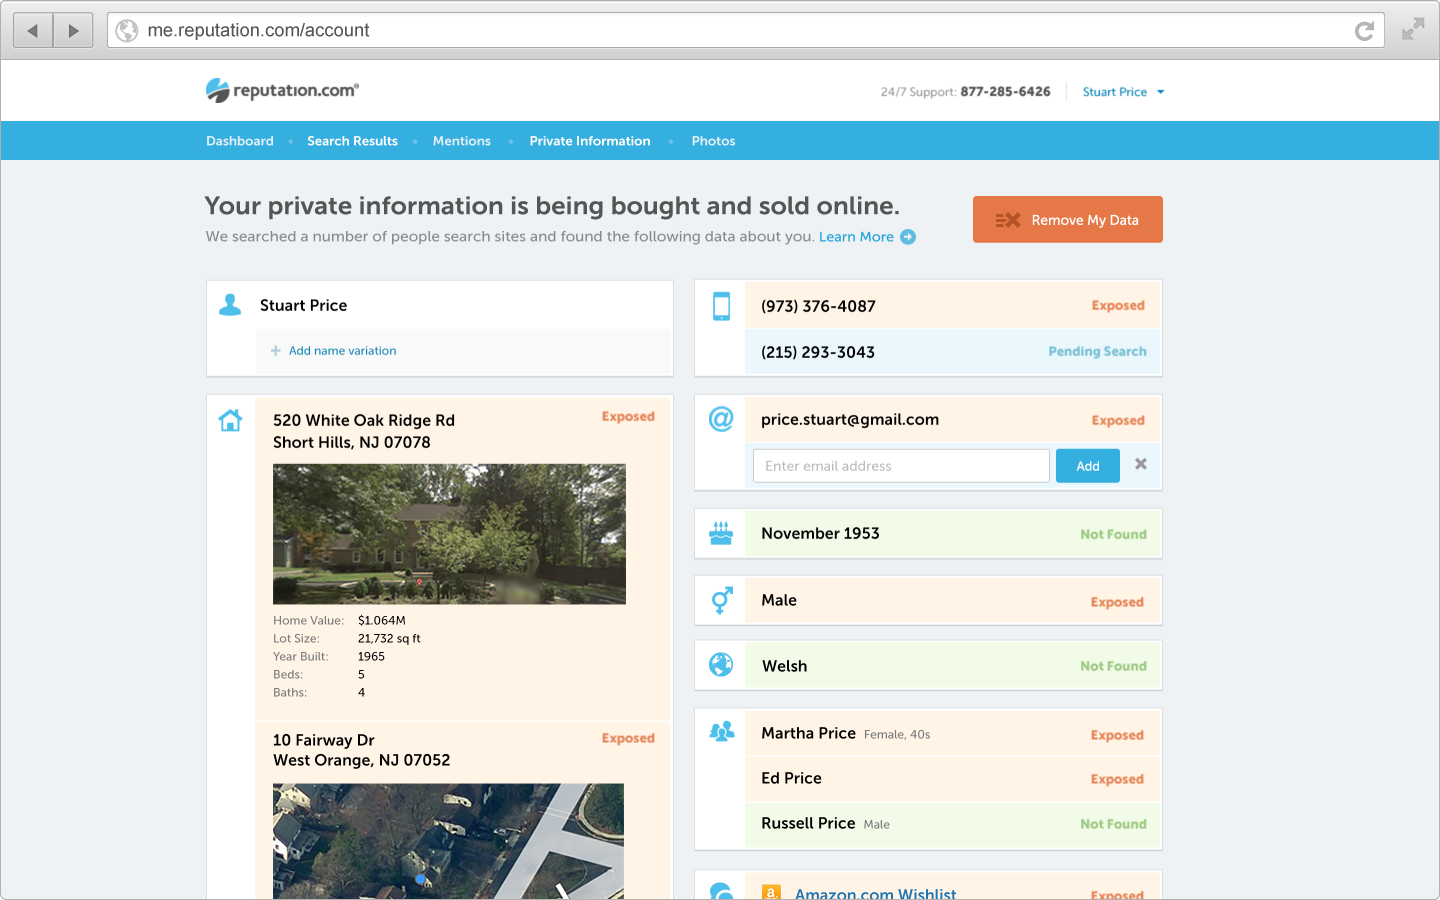 me.reputation.com/account
reputation.com®
24/7 Support: 877-285-6426
Stuart Price
Dashboard • Search Results • Mentions • Private Information • Photos
Your private information is being bought and sold online.
We searched a number of people search sites and found the following data about you. Learn More
Remove My Data
Stuart Price
+ Add name variation
520 White Oak Ridge Rd
Short Hills, NJ 07078
Exposed
Home Value: $1.064M
Lot Size: 21,732 sq ft
Year Built: 1965
Beds: 5
Baths: 4
10 Fairway Dr
West Orange, NJ 07052
Exposed
(973) 376-4087 Exposed
(215) 293-3043 Pending Search
@ price.stuart@gmail.com Exposed
Enter email address Add
November 1953 Not Found
Male Exposed
Welsh Not Found
Martha Price Female, 40s Exposed
Ed Price Exposed
Russell Price Male Not Found
a Amazon.com Wishlist Exposed